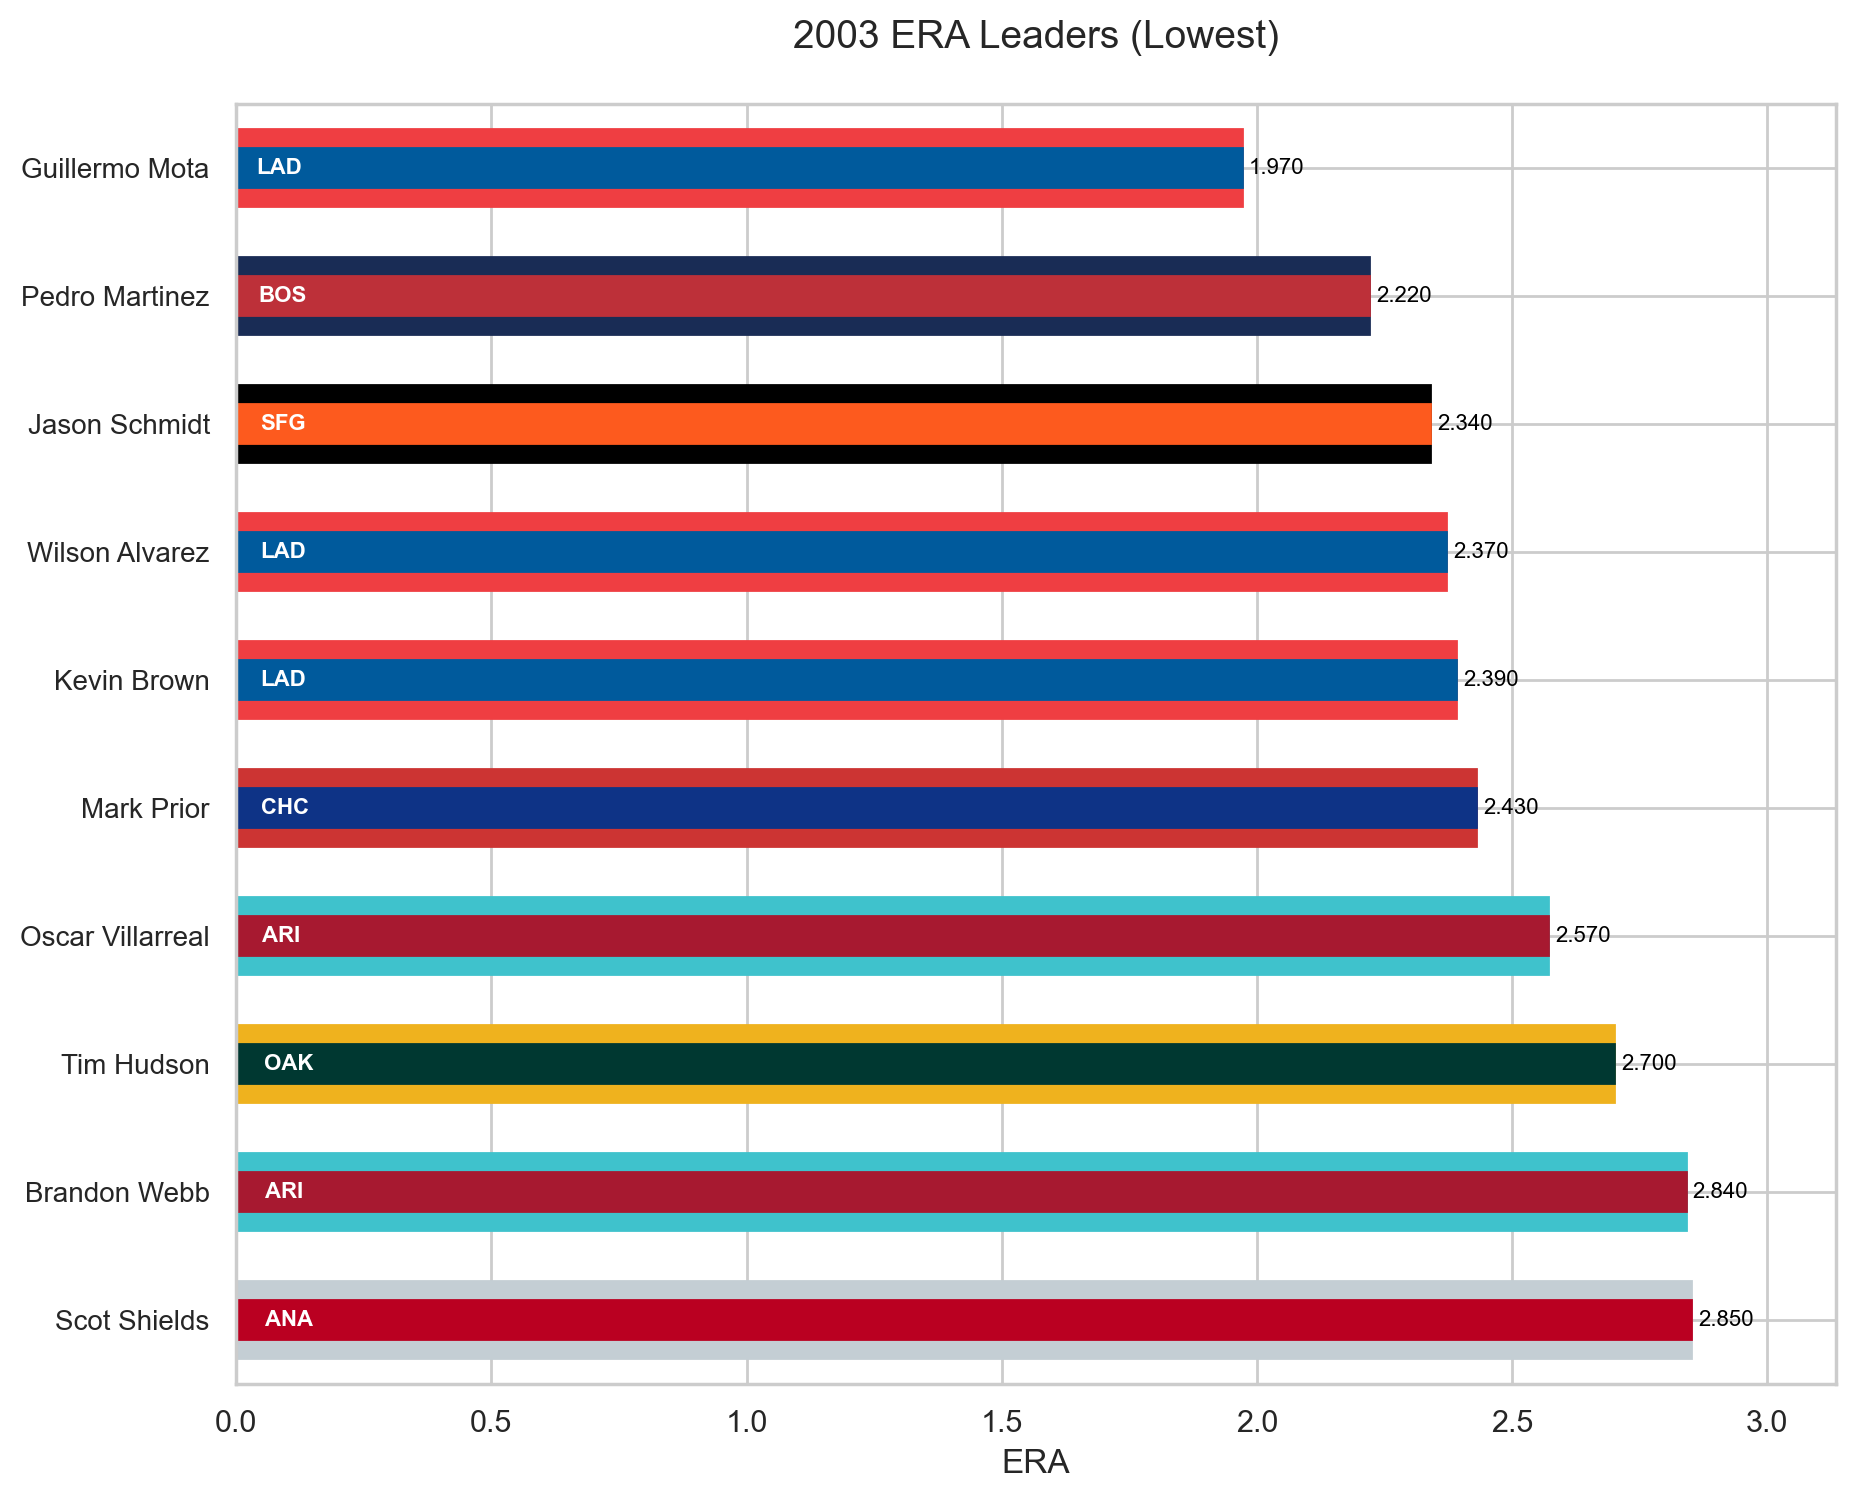 2003 ERA Leaders (Lowest)
Guillermo Mota LAD 1.970
Pedro Martinez BOS 2.220
Jason Schmidt SFG 2.340
Wilson Alvarez LAD 2.370
Kevin Brown LAD 2.390
Mark Prior CHC 2.430
Oscar Villarreal ARI 2.570
Tim Hudson OAK 2.700
Brandon Webb ARI 2.840
Scot Shields ANA 2.850
0.0 0.5 1.0 1.5 2.0 2.5 3.0
ERA